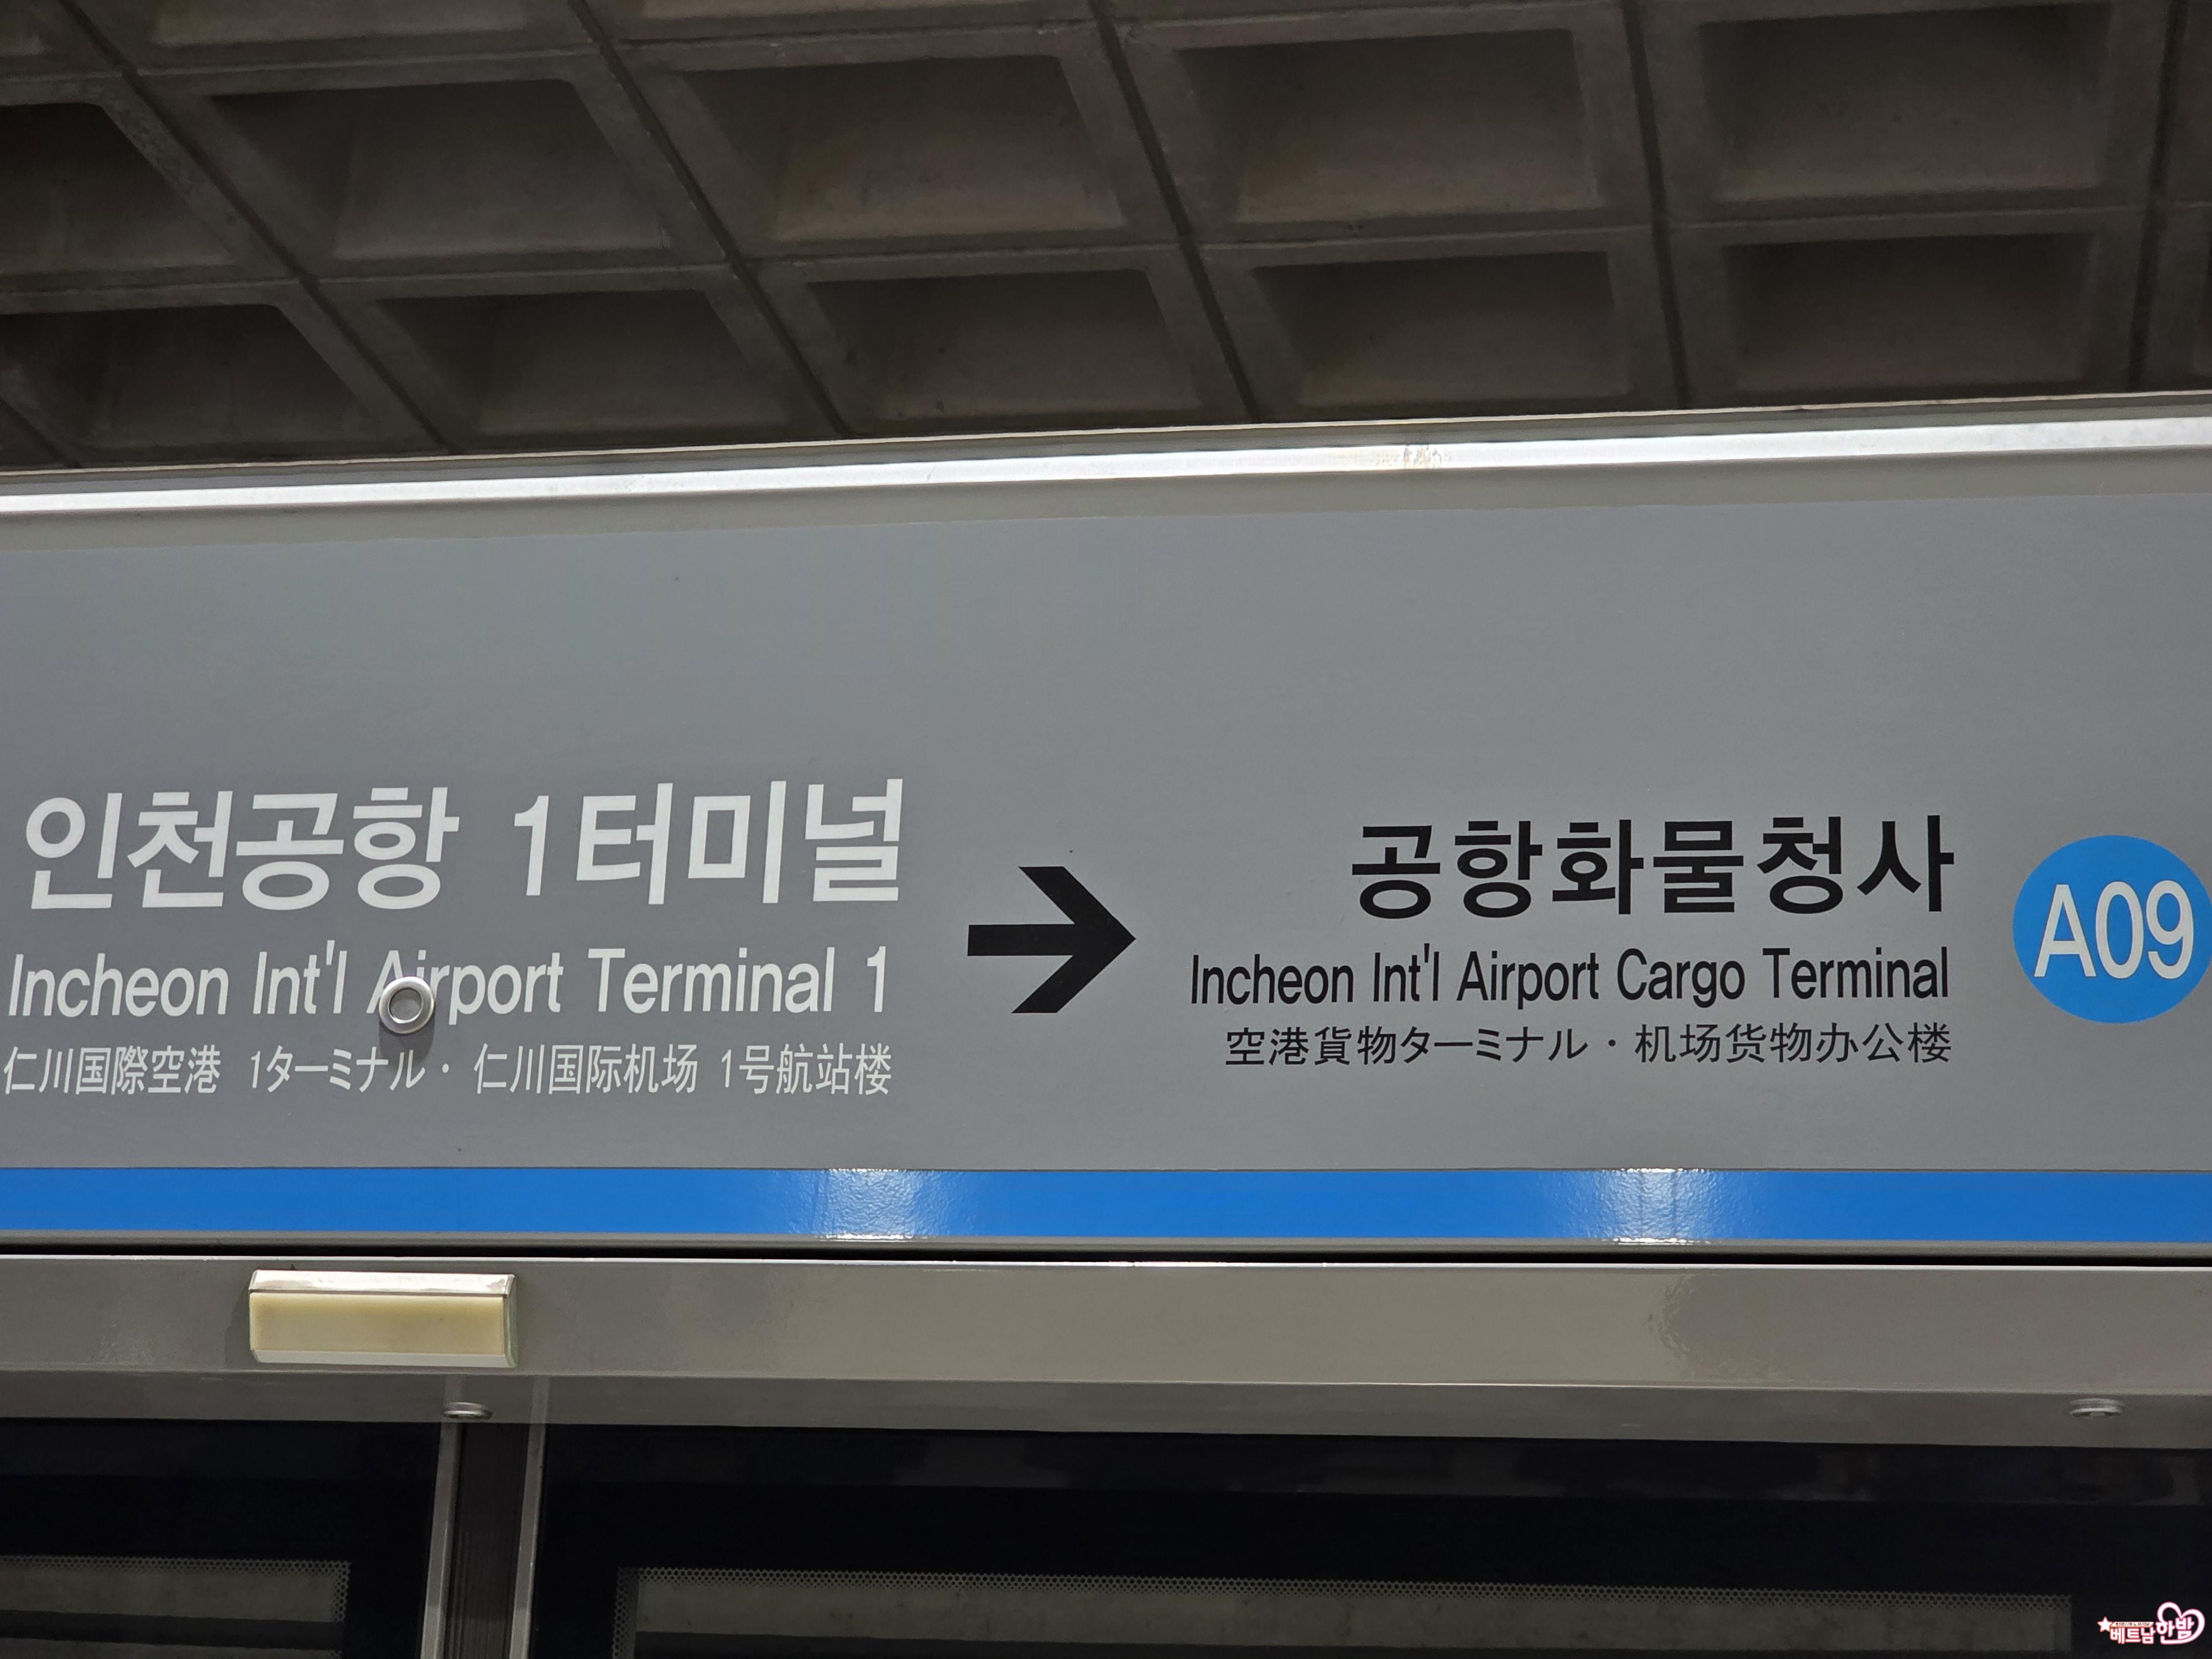 인천공항 1터미널
Incheon Int'l Airport Terminal 1
仁川国際空港 1ターミナル · 仁川国际机场 1号航站楼
→
공항화물청사
Incheon Int'l Airport Cargo Terminal
空港貨物ターミナル · 机场货物办公楼
A09
베트남 한밤